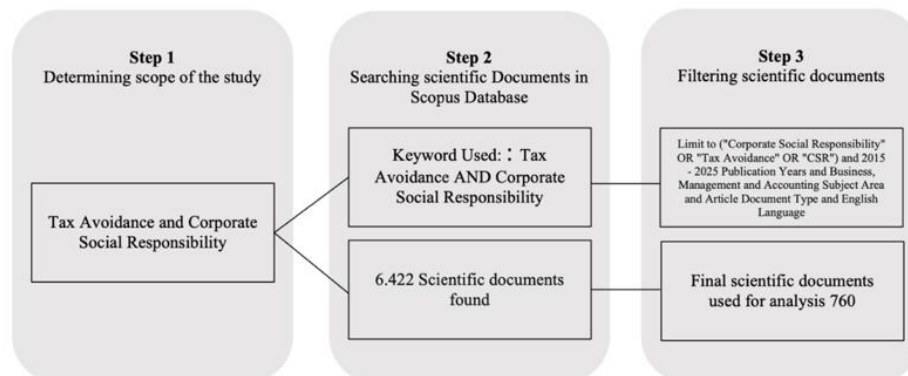 Step 1
Determining scope of the study
Tax Avoidance and Corporate
Social Responsibility
Step 2
Searching scientific Documents in
Scopus Database
Keyword Used:： Tax
Avoidance AND Corporate
Social Responsibility
6.422 Scientific documents
found
Step 3
Filtering scientific documents
Limit to ("Corporate Social Responsibility"
OR "Tax Avoidance" OR "CSR") and 2015
- 2025 Publication Years and Business,
Management and Accounting Subject Area
and Article Document Type and English
Language
Final scientific documents
used for analysis 760